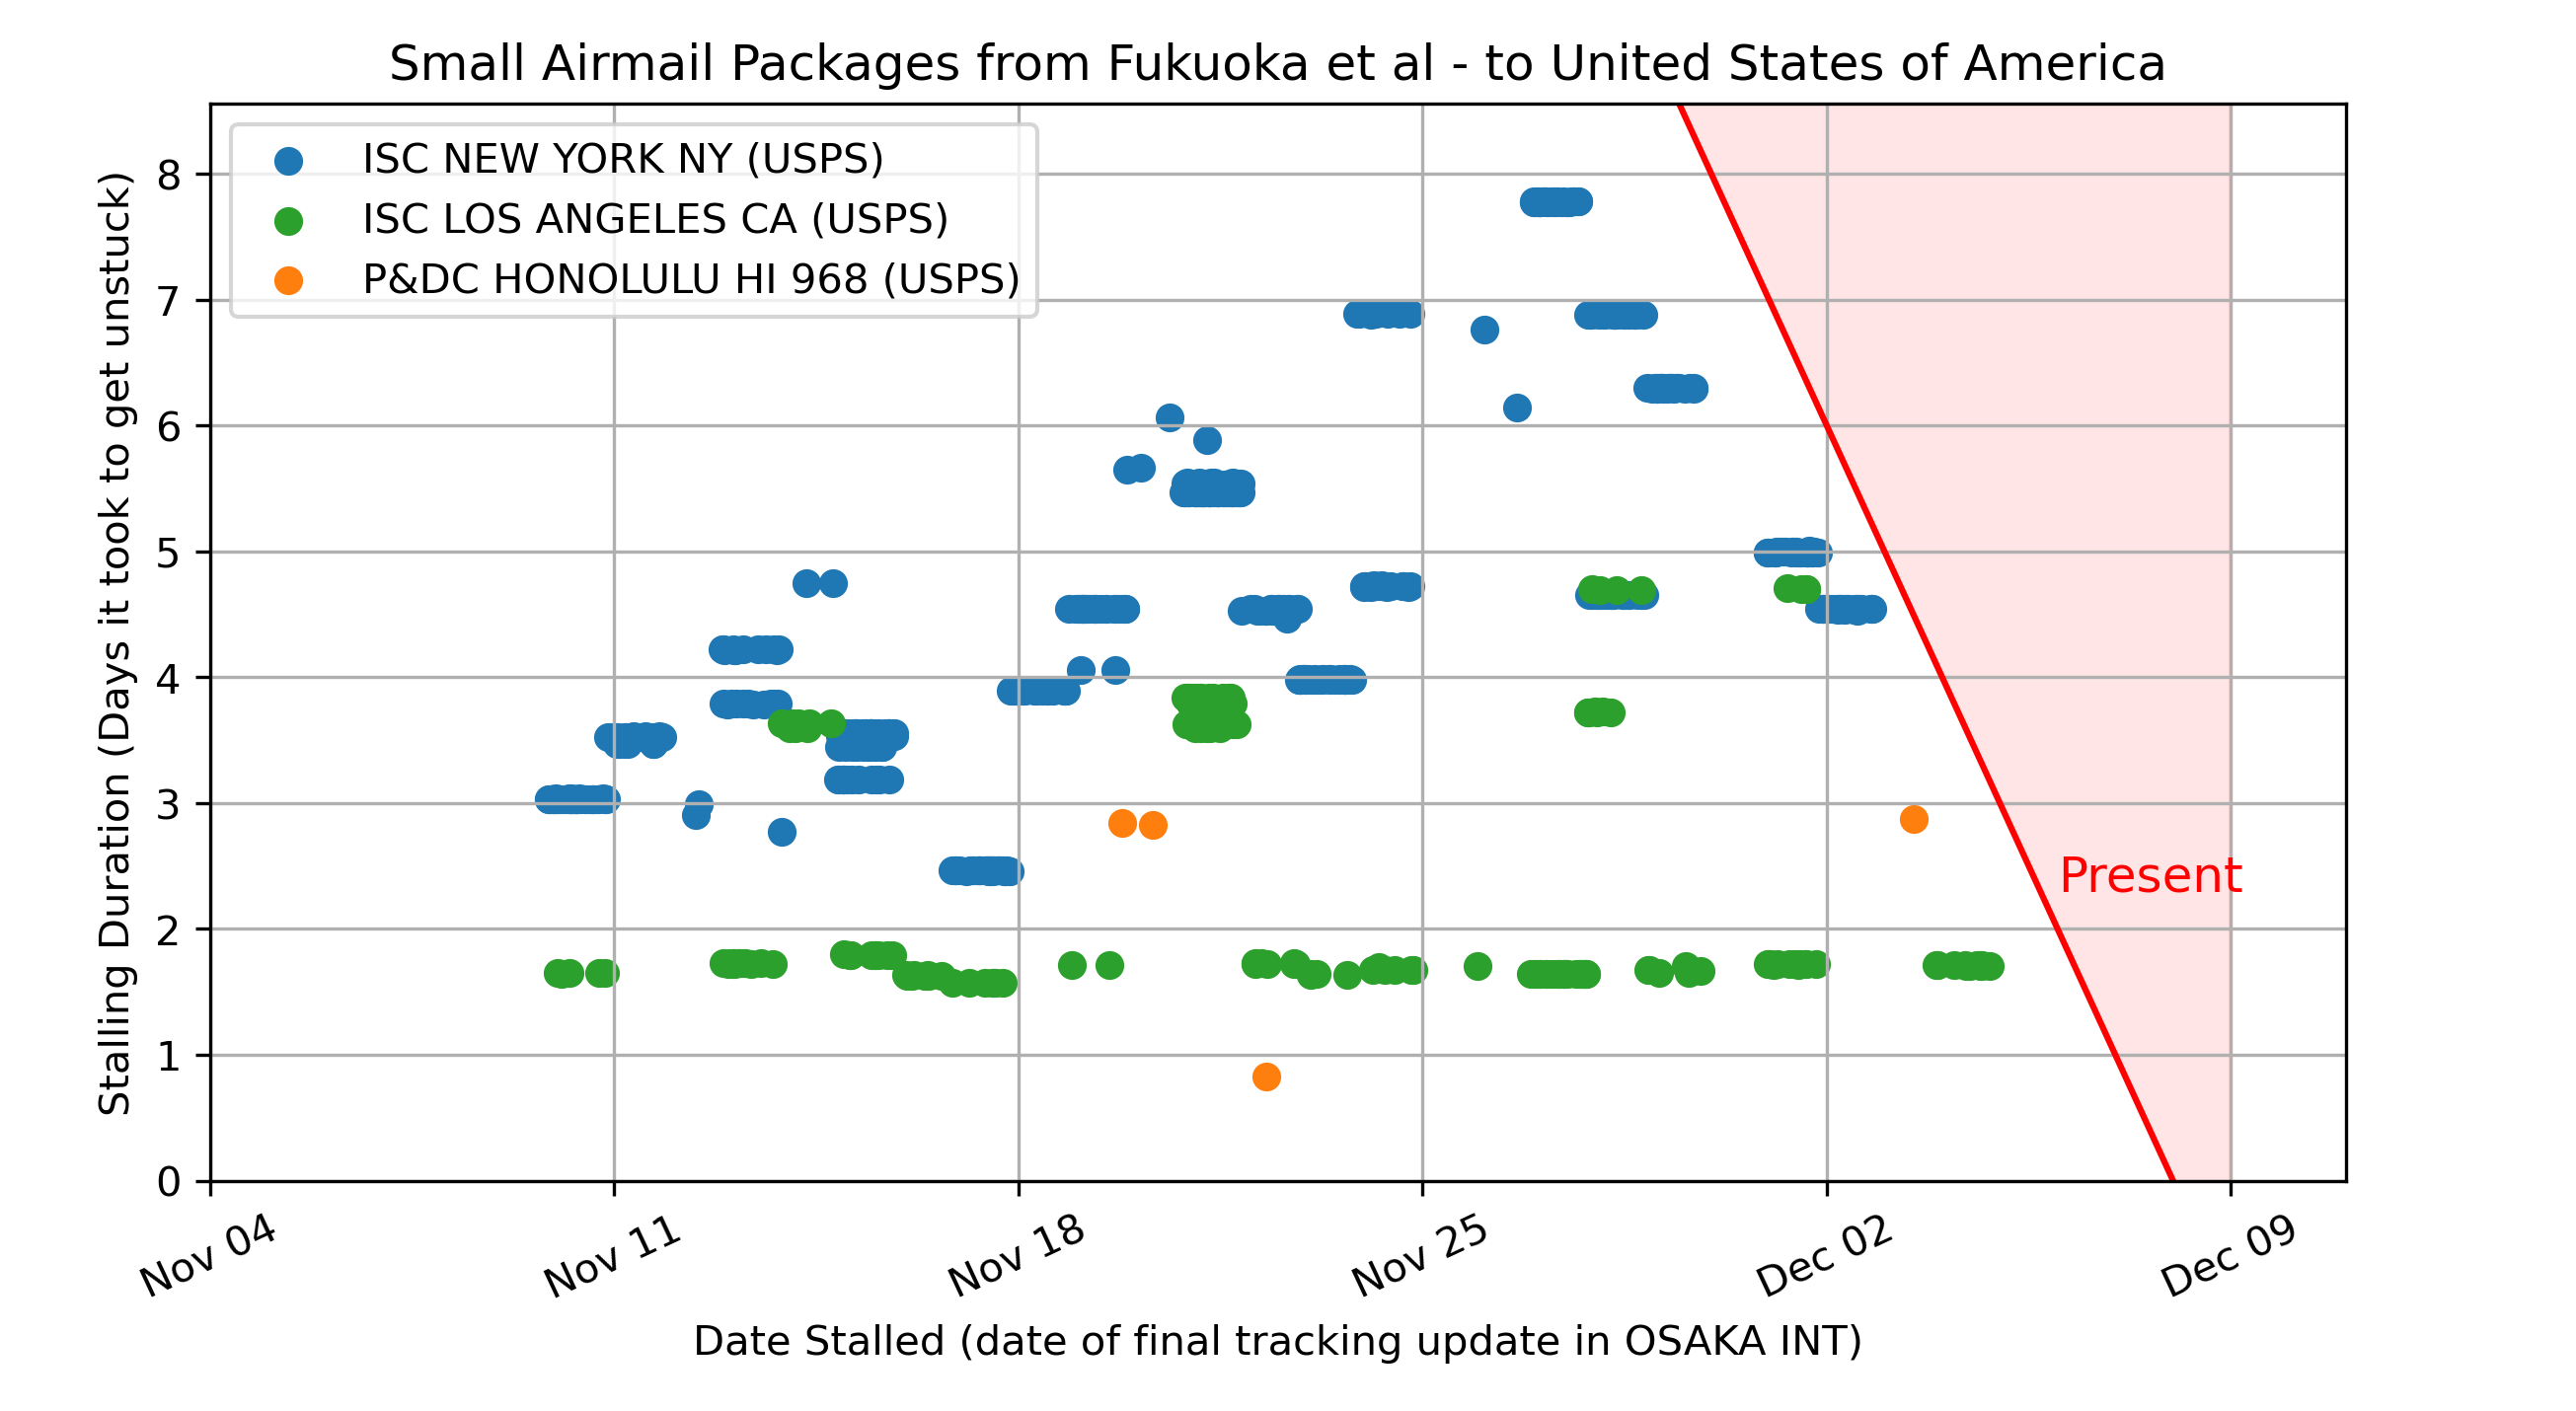 Small Airmail Packages from Fukuoka et al - to United States of America
ISC NEW YORK NY (USPS)
ISC LOS ANGELES CA (USPS)
P&DC HONOLULU HI 968 (USPS)
Stalling Duration (Days it took to get unstuck)
8
7
6
5
4
3
2
1
0
Present
Nov 04
Nov 11
Nov 18
Nov 25
Dec 02
Dec 09
Date Stalled (date of final tracking update in OSAKA INT)